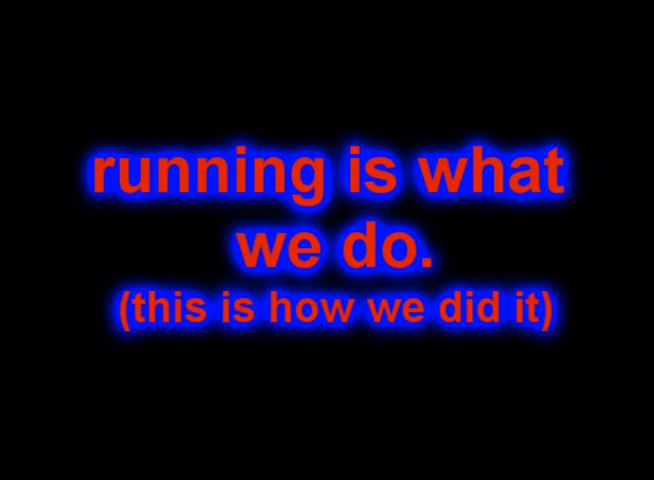 running is what
we do.
(this is how we did it)